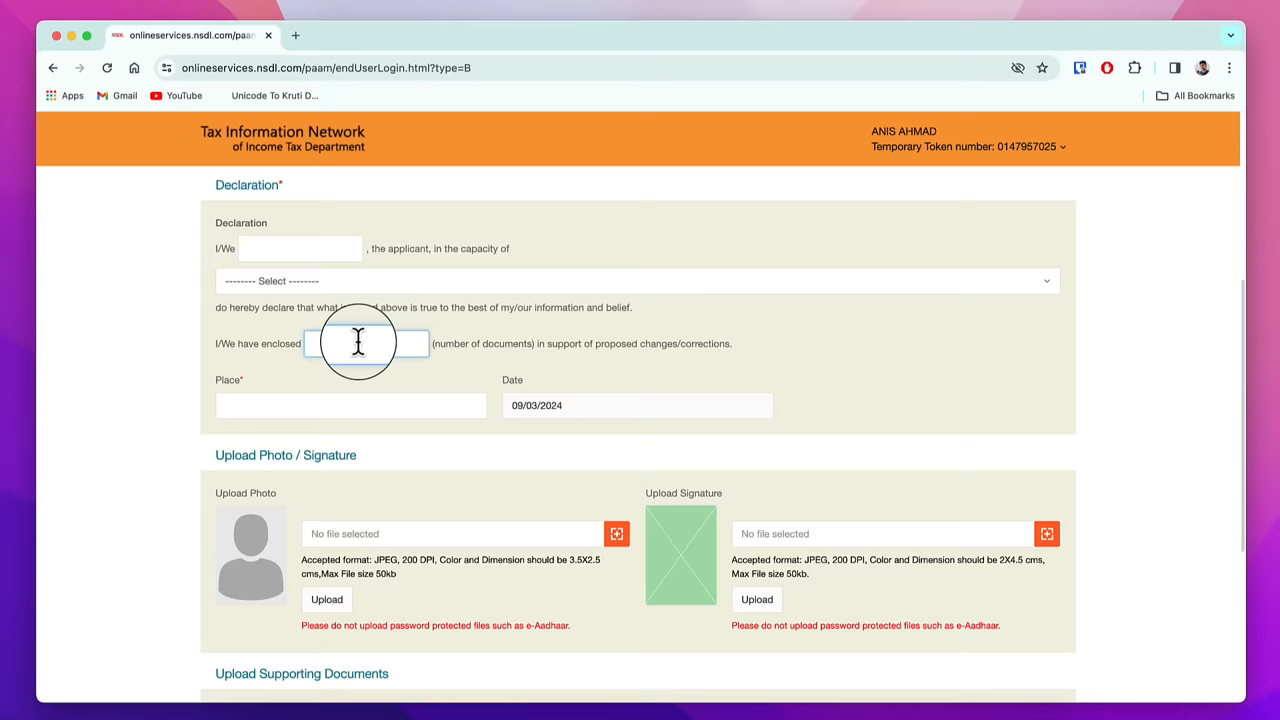 NSDL onlineservices.nsdl.com/paam
onlineservices.nsdl.com/paam/endUserLogin.html?type=B
Apps Gmail YouTube Unicode To Kruti D... All Bookmarks
Tax Information Network
of Income Tax Department
ANIS AHMAD
Temporary Token number: 0147957025
Declaration*
Declaration
I/We , the applicant, in the capacity of
-------- Select --------
do hereby declare that what above is true to the best of my/our information and belief.
I/We have enclosed (number of documents) in support of proposed changes/corrections.
Place* Date
09/03/2024
Upload Photo / Signature
Upload Photo Upload Signature
No file selected No file selected
Accepted format: JPEG, 200 DPI, Color and Dimension should be 3.5X2.5
cms,Max File size 50kb
Accepted format: JPEG, 200 DPI, Color and Dimension should be 2X4.5 cms,
Max File size 50kb.
Upload Upload
Please do not upload password protected files such as e-Aadhaar. Please do not upload password protected files such as e-Aadhaar.
Upload Supporting Documents